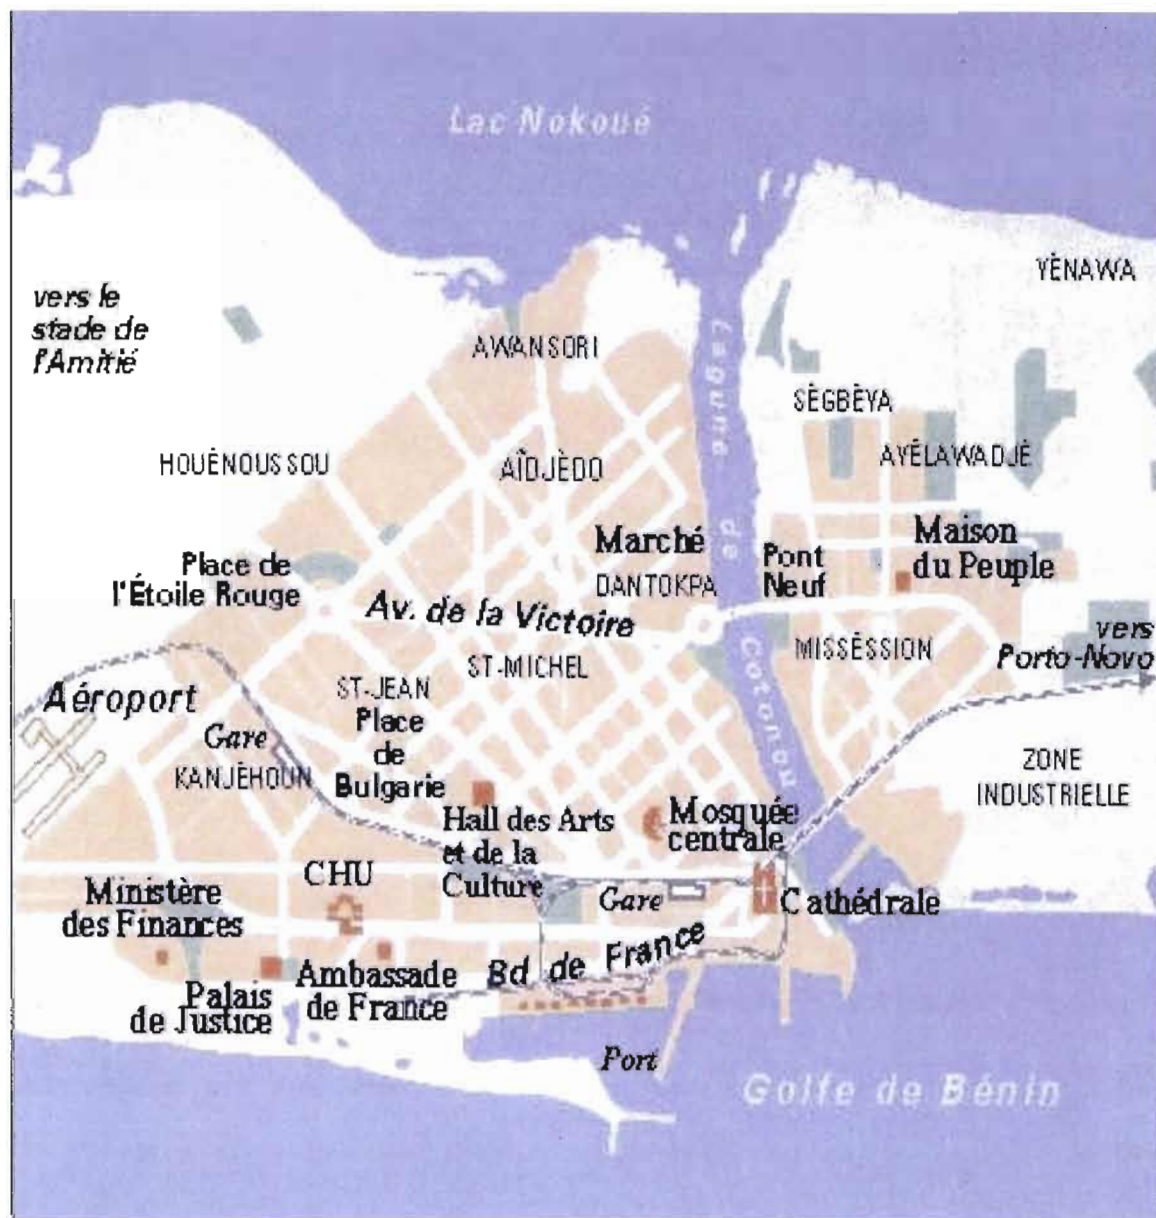 Lac Nokoué
YÈNAWA
vers le
stade de
l'Amitié
AWANSORI
Lagune de Cotonou
SÈGBÈYA
AYÉLAWADJÉ
HOUÈNOUSSOU
AÏDJÈDO
Marché
DANTOKPA
Pont
Neuf
Maison
du Peuple
Place de
l'Étoile Rouge
Av. de la Victoire
MISSÈSSION
vers
Porto-Novo
ST-MICHEL
ST-JEAN
Aéroport
Gare
KANJÈHOUN
Place
de
Bulgarie
ZONE
INDUSTRIELLE
Hall des Arts
et de la
Culture
Mosquée
centrale
CHU
Ministère
des Finances
Gare
Cathédrale
Bd de France
Ambassade
de France
Palais
de Justice
Port
Golfe de Bénin